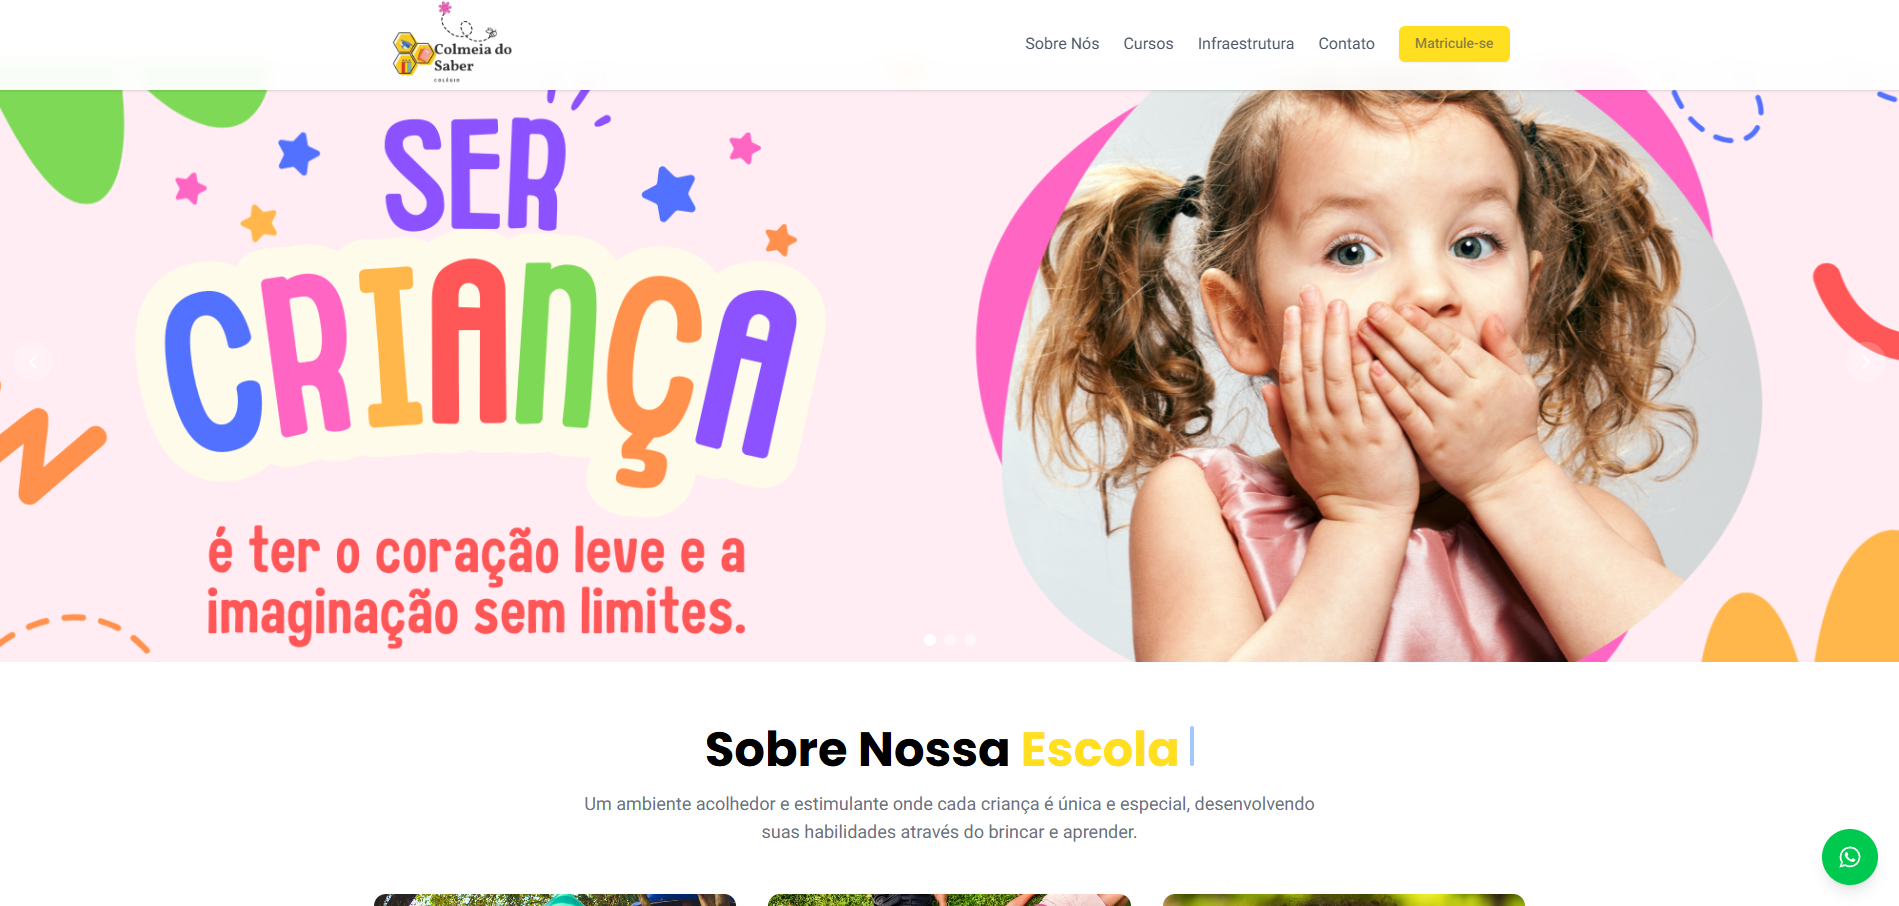 Colmeia do
Saber
COLÉGIO
Sobre Nós
Cursos
Infraestrutura
Contato
Matricule-se
SER
CRIANÇA
é ter o coração leve e a
imaginação sem limites.
Sobre Nossa Escola
Um ambiente acolhedor e estimulante onde cada criança é única e especial, desenvolvendo
suas habilidades através do brincar e aprender.